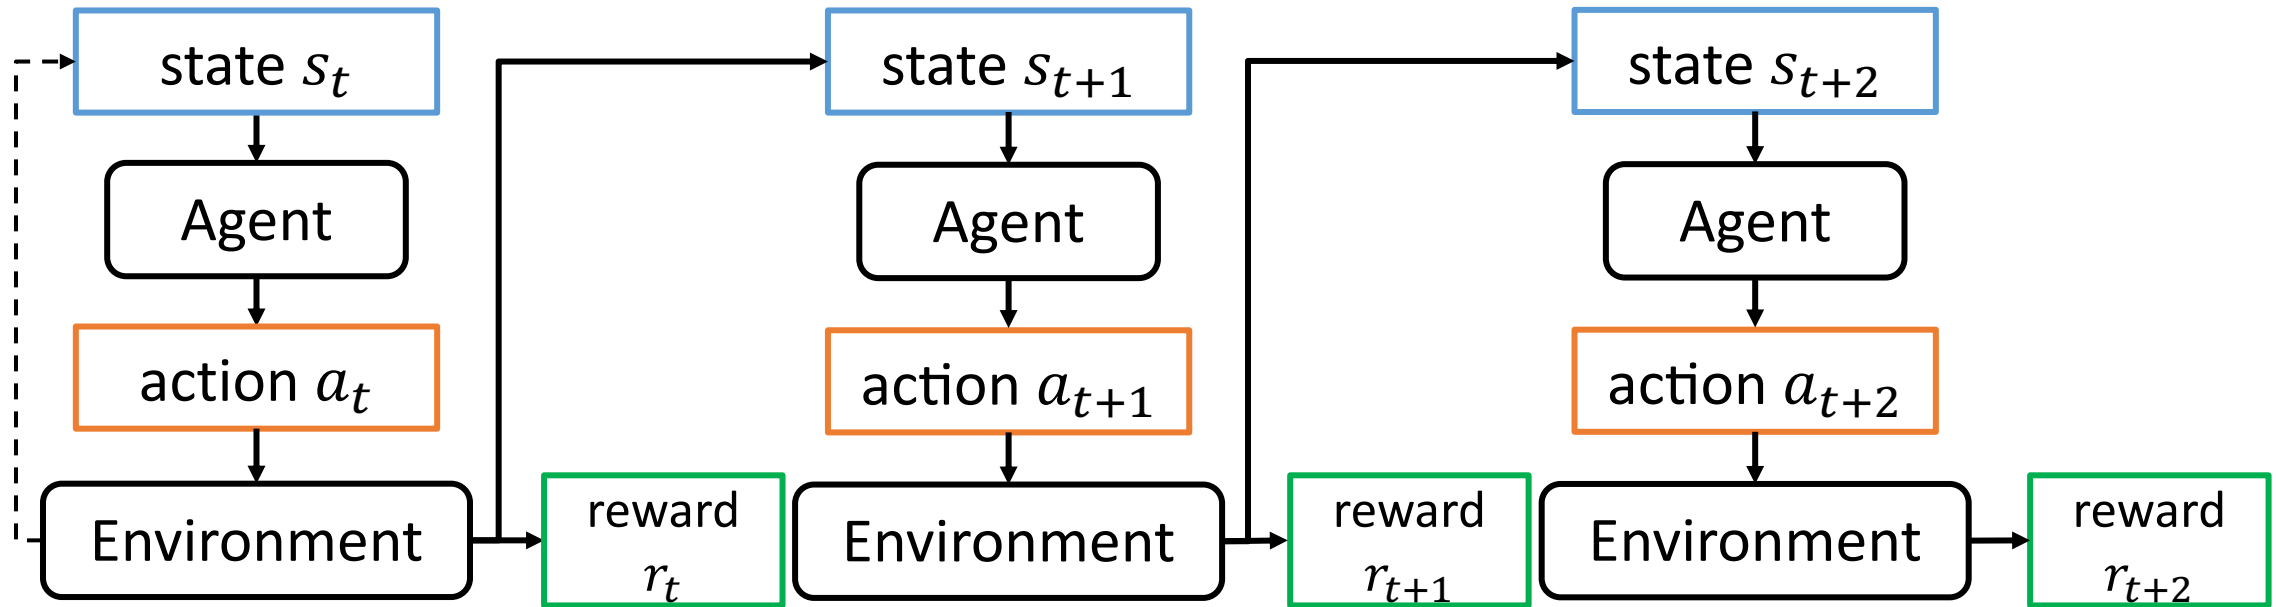 state s_t
Agent
action a_t
Environment
reward
r_t
state s_{t+1}
Agent
action a_{t+1}
Environment
reward
r_{t+1}
state s_{t+2}
Agent
action a_{t+2}
Environment
reward
r_{t+2}